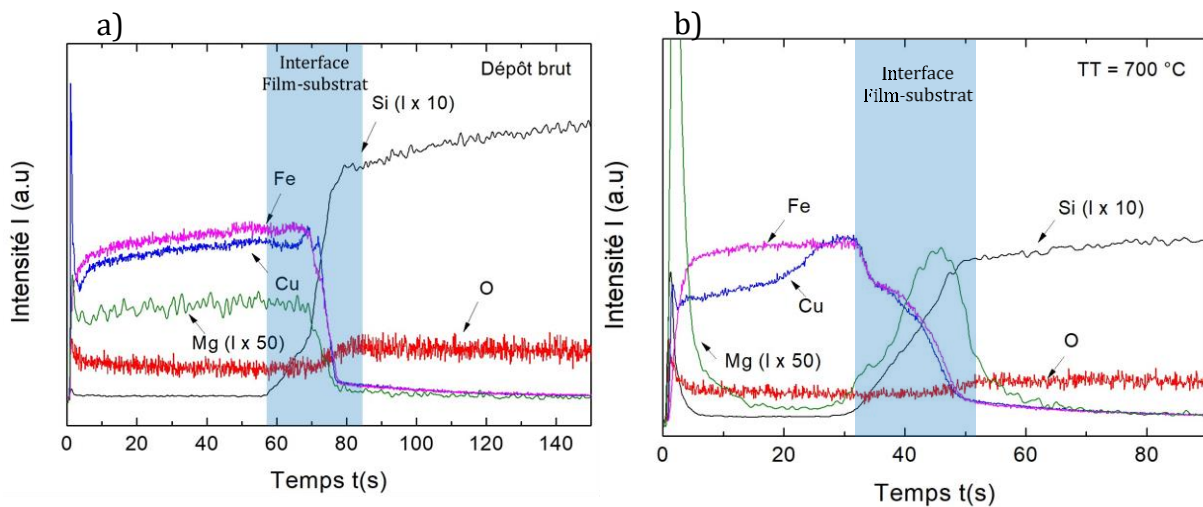 a)
Intensité I (a.u)
Interface
Film-substrat
Dépôt brut
Si (I x 10)
Fe
Cu
Mg (I x 50)
O
0 20 40 60 80 100 120 140
Temps t(s)
b)
Intensité I (a.u)
Interface
Film-substrat
TT = 700 °C
Fe
Si (I x 10)
Cu
Mg (I x 50)
O
0 20 40 60 80
Temps t(s)